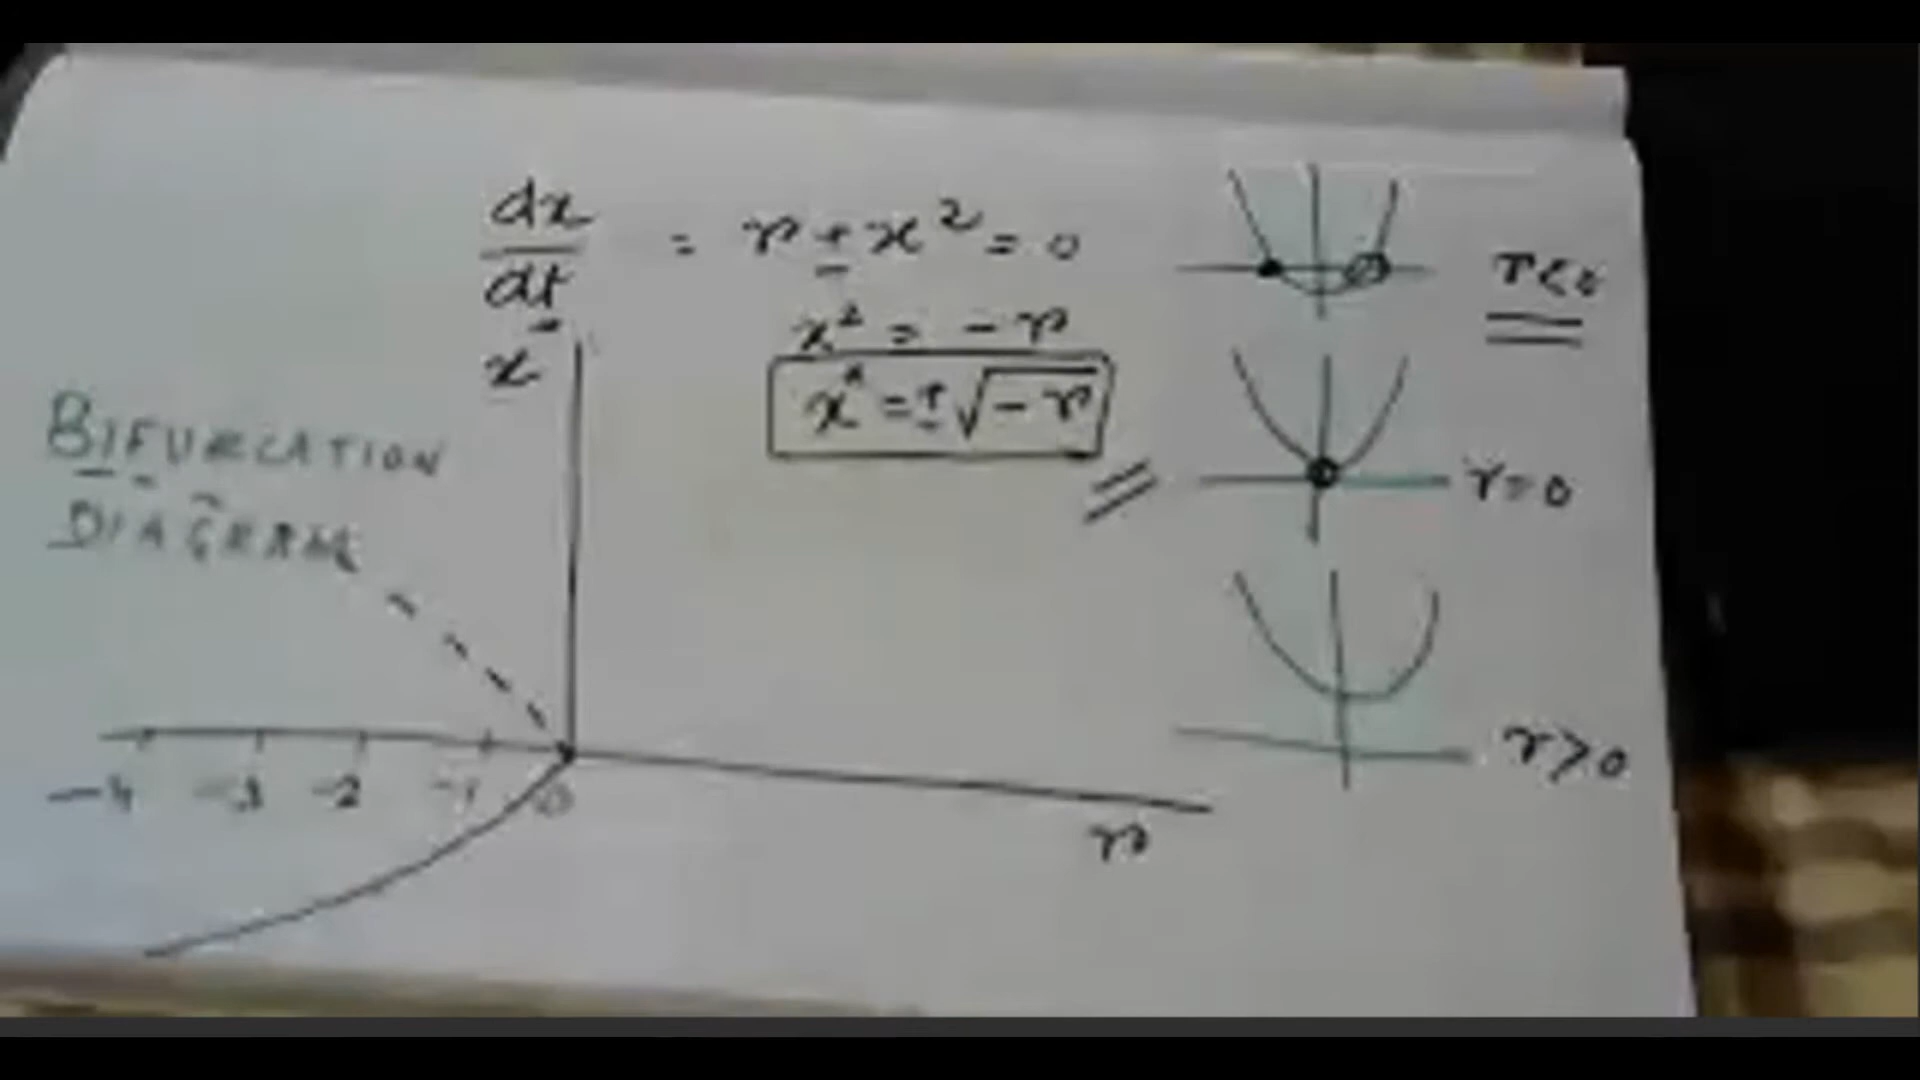 dx/dt = r + x² = 0
x² = -r
x* = ±√-r
x
BIFURCATION
DIAGRAM
-4 -3 -2 -1 0
r
r<0
r=0
r>0